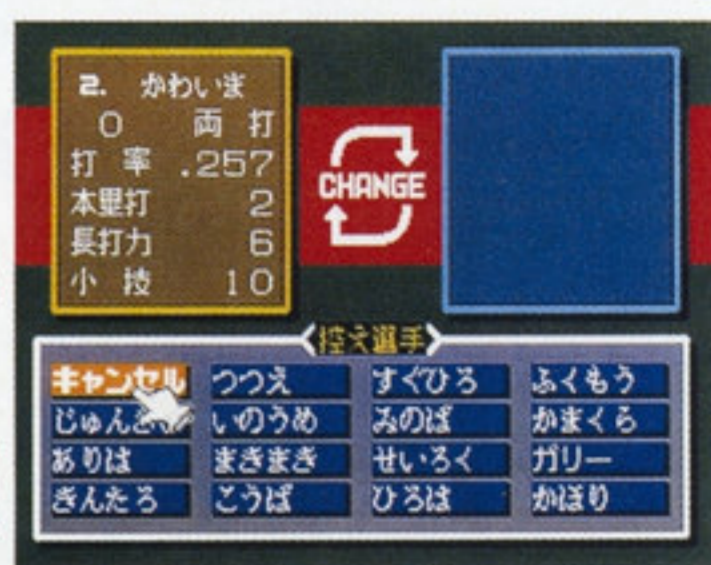 2. かわいま
0 両打
打率 .257
本塁打 2
長打力 6
小技 10
CHANGE
控え選手
キャンセル つつえ すぐひろ ふくもう
いのうめ みのば かまくら
ありは まきまき せいろく ガリー
きんたろ こうば ひろは かほり